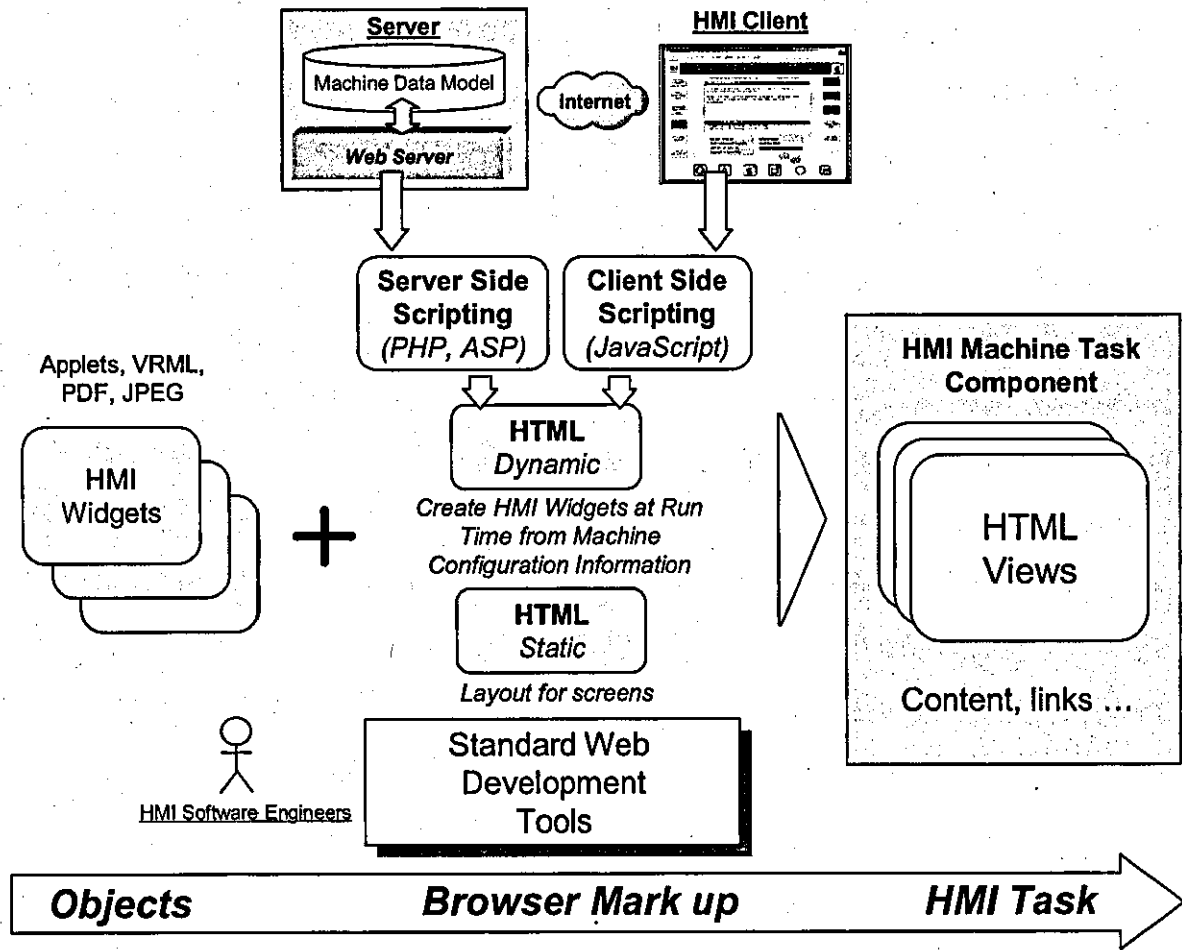 Server
Machine Data Model
Web Server
Internet
HMI Client
Server Side
Scripting
(PHP, ASP)
Client Side
Scripting
(JavaScript)
Applets, VRML,
PDF, JPEG
HMI
Widgets
HTML
Dynamic
Create HMI Widgets at Run
Time from Machine
Configuration Information
HTML
Static
Layout for screens
HMI Machine Task
Component
HTML
Views
Content, links ...
HMI Software Engineers
Standard Web
Development
Tools
Objects
Browser Mark up
HMI Task